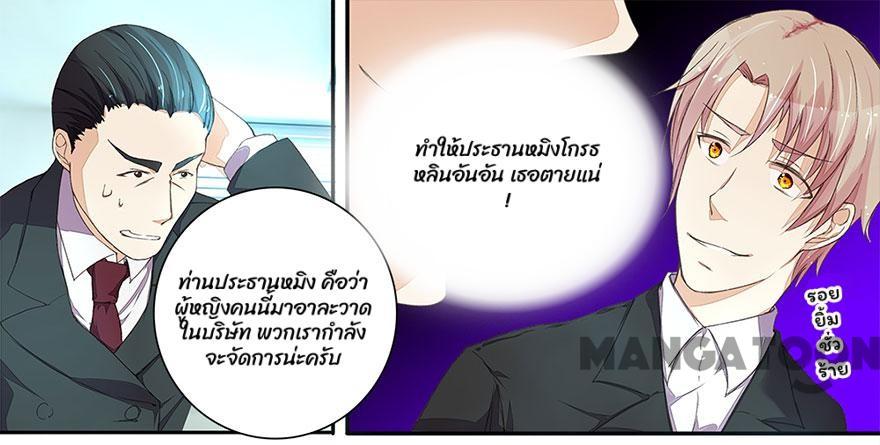 ท่านประธานหมิง คือว่า
ผู้หญิงคนนี้มาอาละวาด
ในบริษัท พวกเรากำลัง
จะจัดการน่ะครับ
ทำให้ประธานหมิงโกรธ
หลินอันอัน เธอตายแน่
!
รอย
ยิ้ม
ชั่ว
ร้าย
MANGATOON